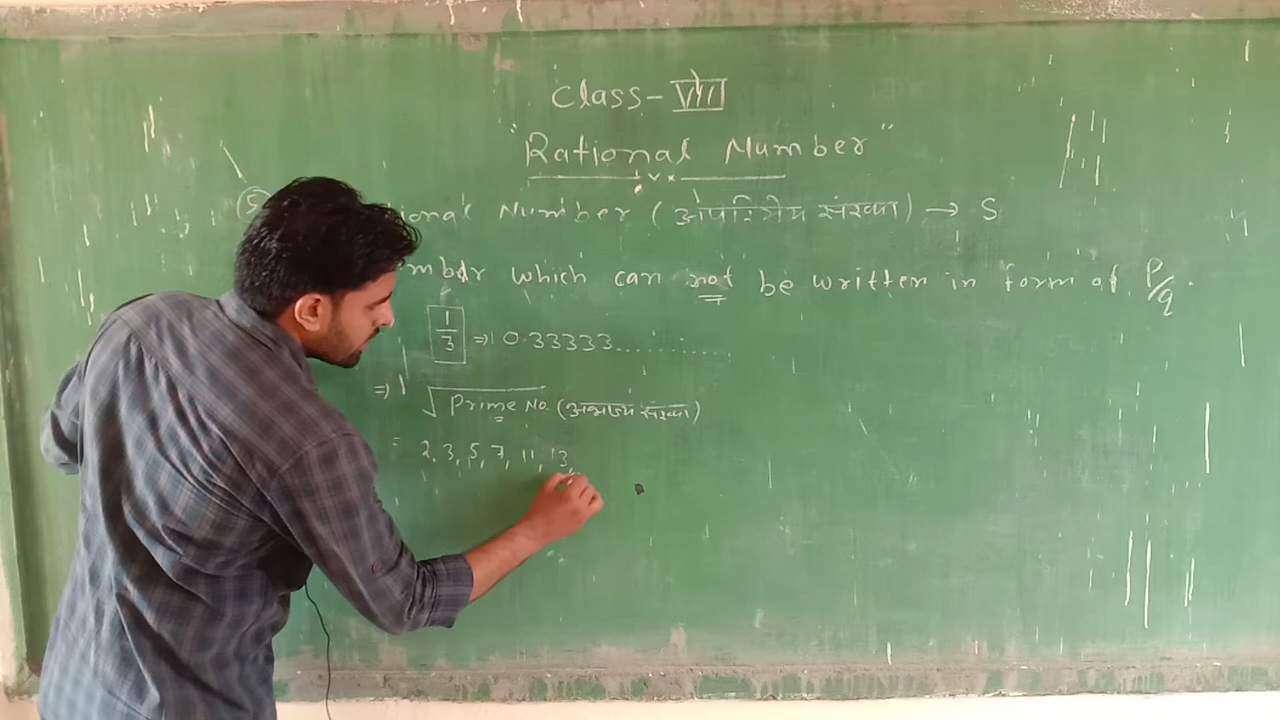 Class - VIII
"Rational Number"
5 onal Number (अपरिमेय संख्या) → S
mber which can not be written in form of P/q.
1/3 ⇒ 0.33333............
⇒ √Prime No. (अभाज्य संख्या)
= 2, 3, 5, 7, 11, 13,